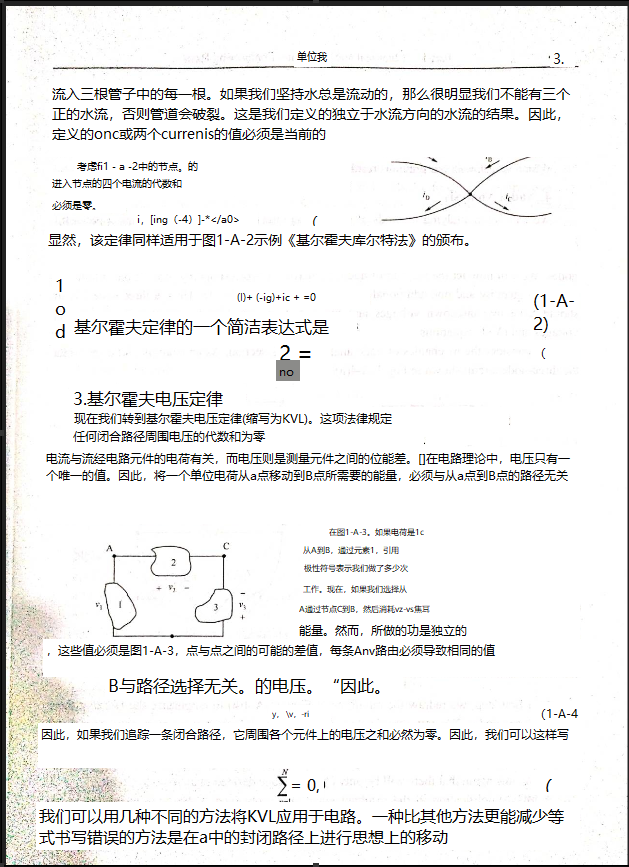 单位我
3.
流入三根管子中的每一根。如果我们坚持水总是流动的，那么很明显我们不能有三个
正的水流，否则管道会破裂。这是我们定义的独立于水流方向的水流的结果。因此，
定义的onc或两个currenis的值必须是当前的
考虑fi1 - a -2中的节点。的
进入节点的四个电流的代数和
必须是零。
i，[ing（-4）]-*</a0> (
iB
iD
iC
显然，该定律同样适用于图1-A-2示例《基尔霍夫库尔特法》的颁布。
1
o
d
(l)+ (-ig)+ic + =0
(1-A-
2)
基尔霍夫定律的一个简洁表达式是
2 = (
no
3.基尔霍夫电压定律
现在我们转到基尔霍夫电压定律(缩写为KVL)。这项法律规定
任何闭合路径周围电压的代数和为零
电流与流经电路元件的电荷有关，而电压则是测量元件之间的位能差。[]在电路理论中，电压只有一
个唯一的值。因此，将一个单位电荷从a点移动到B点所需要的能量，必须与从a点到B点的路径无关
A
C
2
+ v2 -
v1
1
3
-
v3
+
在图1-A-3。如果电荷是1c
从A到B，通过元素1，引用
极性符号表示我们做了多少次
工作。现在，如果我们选择从
A通过节点C到B，然后消耗vz-vs焦耳
能量。然而，所做的功是独立的
，这些值必须是图1-A-3，点与点之间的可能的差值，每条Anv路由必须导致相同的值
B与路径选择无关。的电压。“因此。
y，\v，-ri (1-A-4
因此，如果我们追踪一条闭合路径，它周围各个元件上的电压之和必然为零。因此，我们可以这样写
N
∑ = 0, (
我们可以用几种不同的方法将KVL应用于电路。一种比其他方法更能减少等
式书写错误的方法是在a中的封闭路径上进行思想上的移动